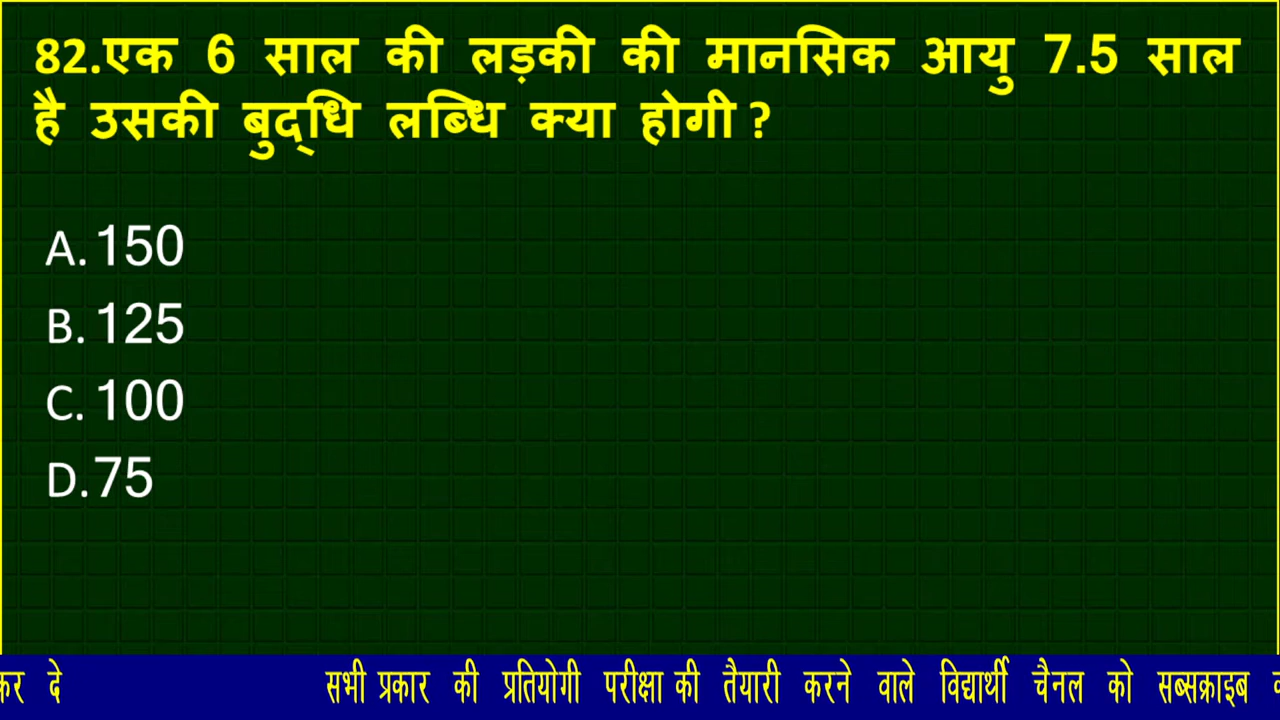 82.एक 6 साल की लड़की की मानसिक आयु 7.5 साल
है उसकी बुद्धि लब्धि क्या होगी ?
A. 150
B. 125
C. 100
D. 75
कर दे सभी प्रकार की प्रतियोगी परीक्षा की तैयारी करने वाले विद्यार्थी चैनल को सब्सक्राइब